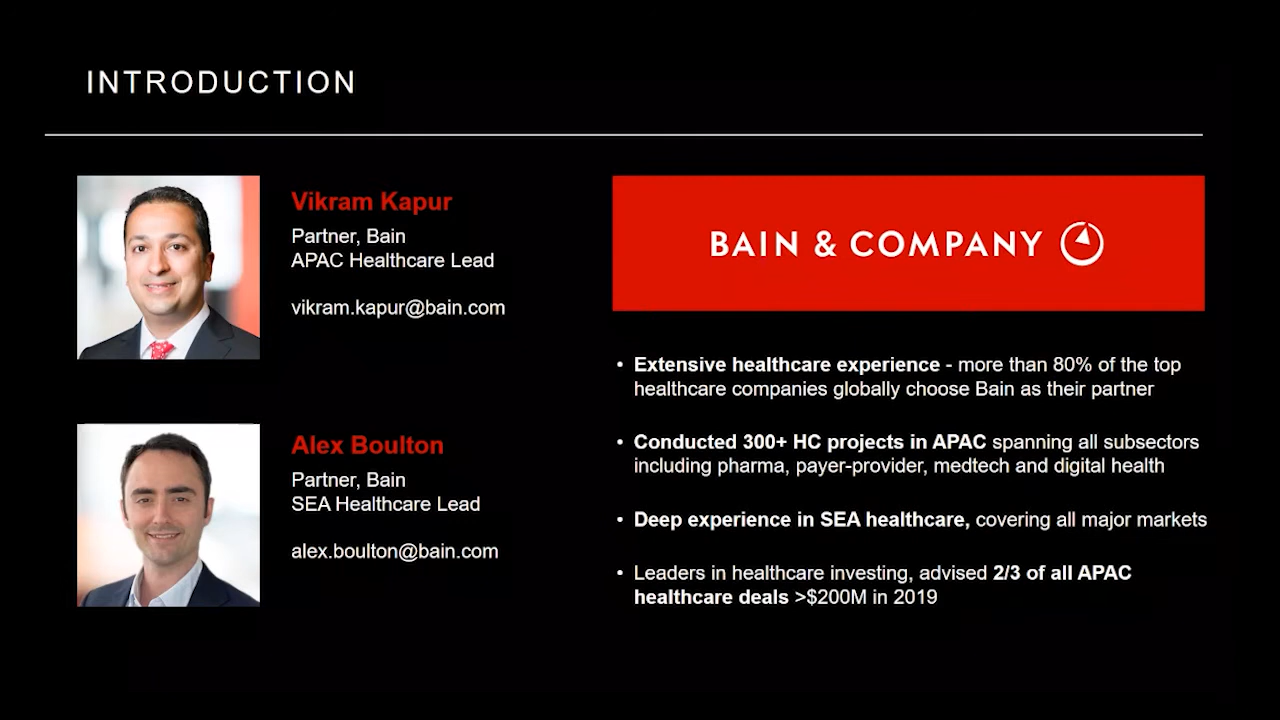 INTRODUCTION
Vikram Kapur
Partner, Bain
APAC Healthcare Lead
vikram.kapur@bain.com
Alex Boulton
Partner, Bain
SEA Healthcare Lead
alex.boulton@bain.com
BAIN & COMPANY
• Extensive healthcare experience - more than 80% of the top
healthcare companies globally choose Bain as their partner
• Conducted 300+ HC projects in APAC spanning all subsectors
including pharma, payer-provider, medtech and digital health
• Deep experience in SEA healthcare, covering all major markets
• Leaders in healthcare investing, advised 2/3 of all APAC
healthcare deals >$200M in 2019